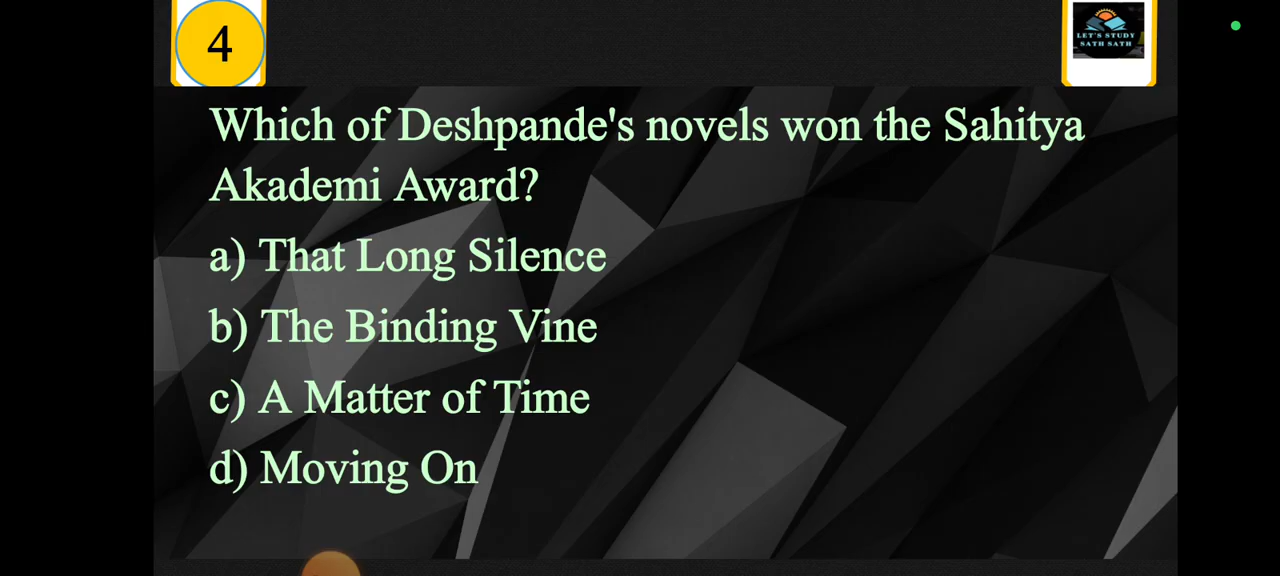 4
LET'S STUDY
SATH SATH
Which of Deshpande's novels won the Sahitya
Akademi Award?
a) That Long Silence
b) The Binding Vine
c) A Matter of Time
d) Moving On